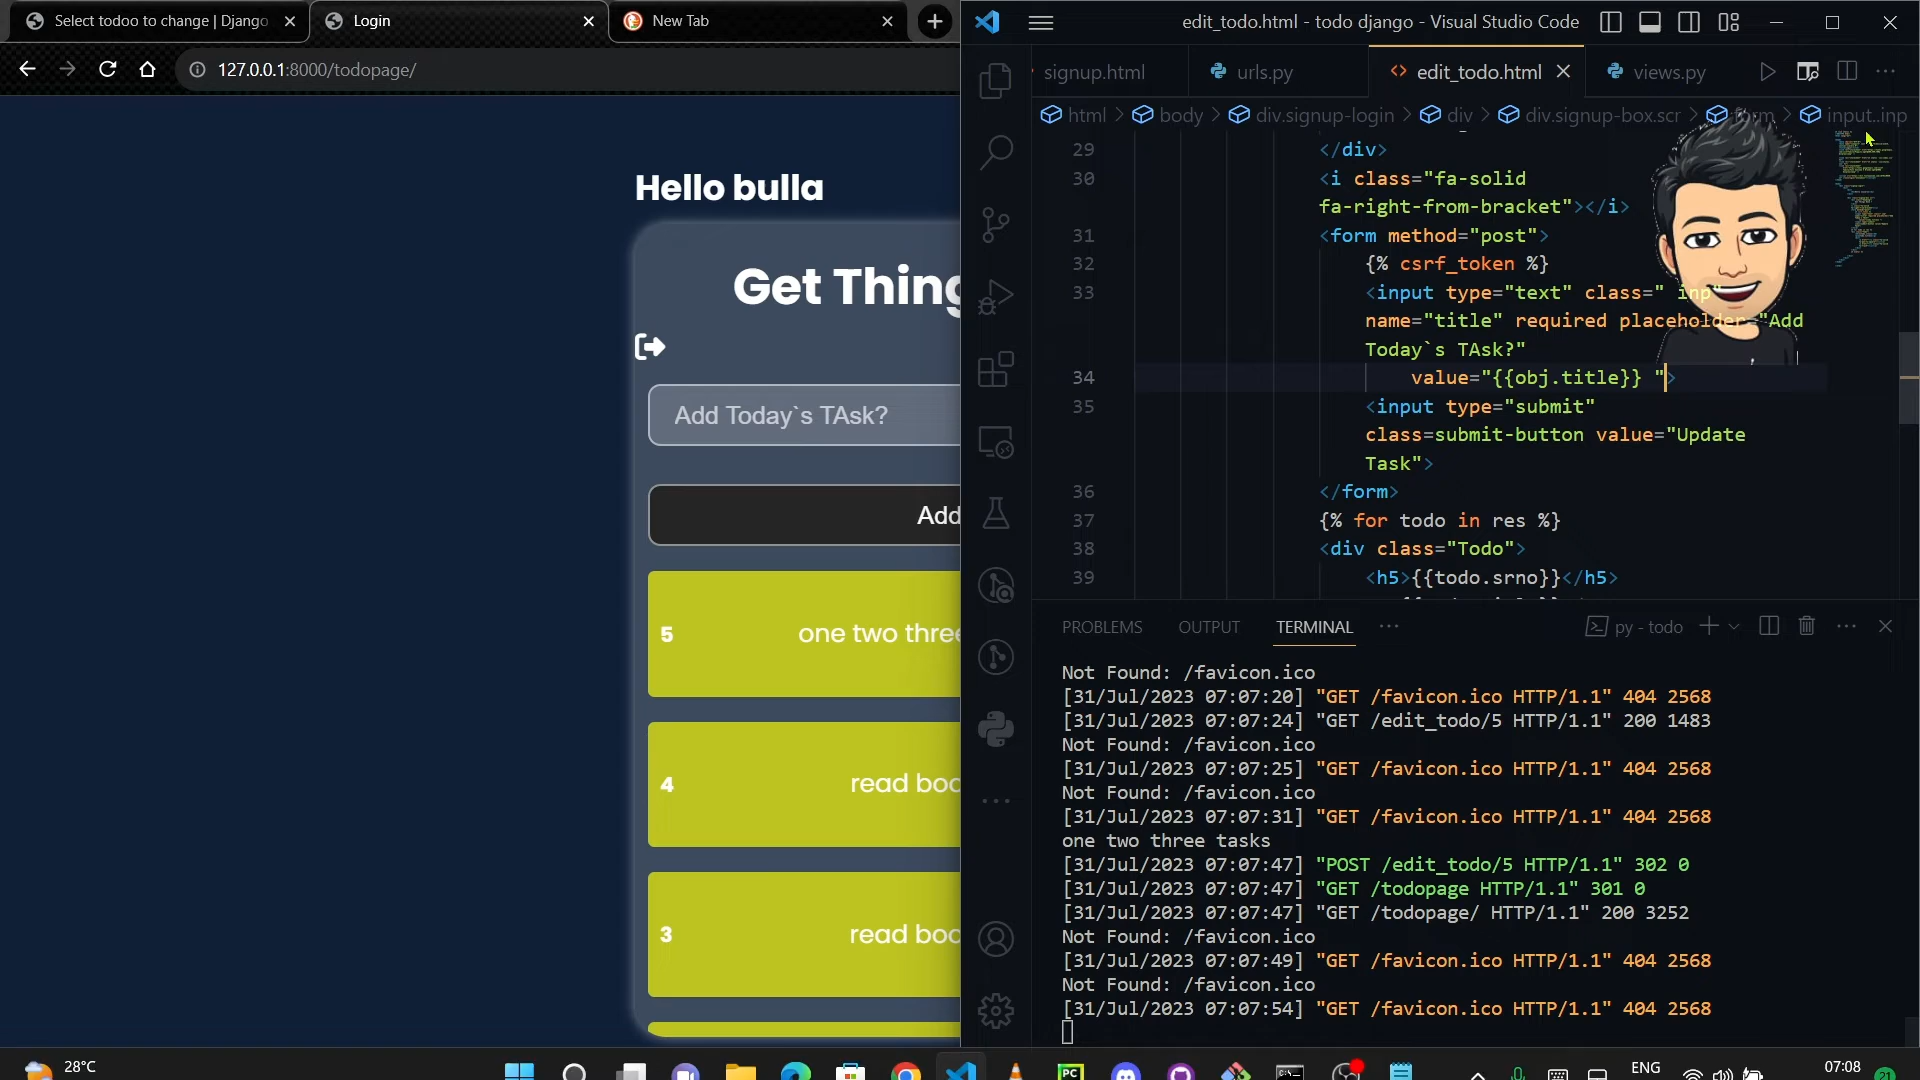 Select todoo to change | Django
Login
New Tab
127.0.0.1:8000/todopage/
Hello bulla
Get Thing
Add Today`s TAsk?
Add
5
one two three
4
read boo
3
read boo
edit_todo.html - todo django - Visual Studio Code
signup.html
urls.py
edit_todo.html
views.py
html
body
div.signup-login
div
div.signup-box.scr
form
input..inp
29 </div>
30 <i class="fa-solid
fa-right-from-bracket"></i>
31 <form method="post">
32 {% csrf_token %}
33 <input type="text" class=" inp"
name="title" required placeholder="Add
Today`s TAsk?"
34 value="{{obj.title}} ">
35 <input type="submit"
class=submit-button value="Update
Task">
36 </form>
37 {% for todo in res %}
38 <div class="Todo">
39 <h5>{{todo.srno}}</h5>
PROBLEMS
OUTPUT
TERMINAL
py - todo
Not Found: /favicon.ico
[31/Jul/2023 07:07:20] "GET /favicon.ico HTTP/1.1" 404 2568
[31/Jul/2023 07:07:24] "GET /edit_todo/5 HTTP/1.1" 200 1483
Not Found: /favicon.ico
[31/Jul/2023 07:07:25] "GET /favicon.ico HTTP/1.1" 404 2568
Not Found: /favicon.ico
[31/Jul/2023 07:07:31] "GET /favicon.ico HTTP/1.1" 404 2568
one two three tasks
[31/Jul/2023 07:07:47] "POST /edit_todo/5 HTTP/1.1" 302 0
[31/Jul/2023 07:07:47] "GET /todopage HTTP/1.1" 301 0
[31/Jul/2023 07:07:47] "GET /todopage/ HTTP/1.1" 200 3252
Not Found: /favicon.ico
[31/Jul/2023 07:07:49] "GET /favicon.ico HTTP/1.1" 404 2568
Not Found: /favicon.ico
[31/Jul/2023 07:07:54] "GET /favicon.ico HTTP/1.1" 404 2568
28°C
PC
ENG
07:08
21